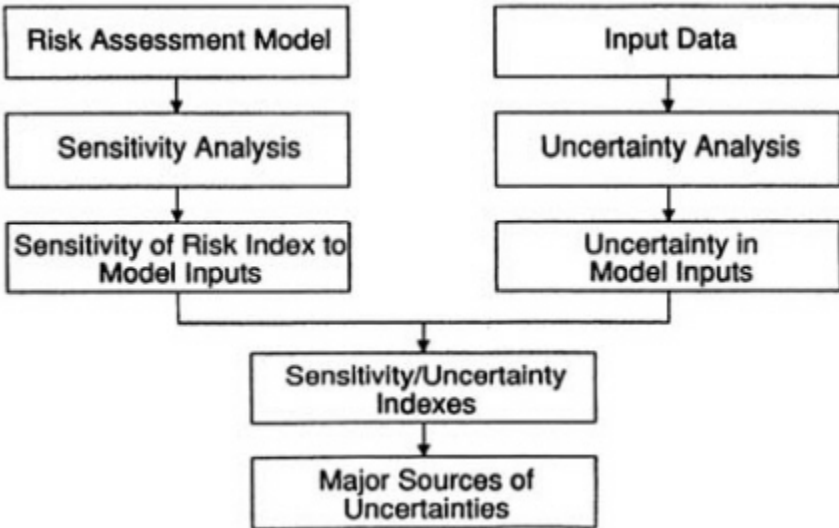 Risk Assessment Model
Input Data
Sensitivity Analysis
Uncertainty Analysis
Sensitivity of Risk Index to
Model Inputs
Uncertainty in
Model Inputs
Sensitivity/Uncertainty
Indexes
Major Sources of
Uncertainties